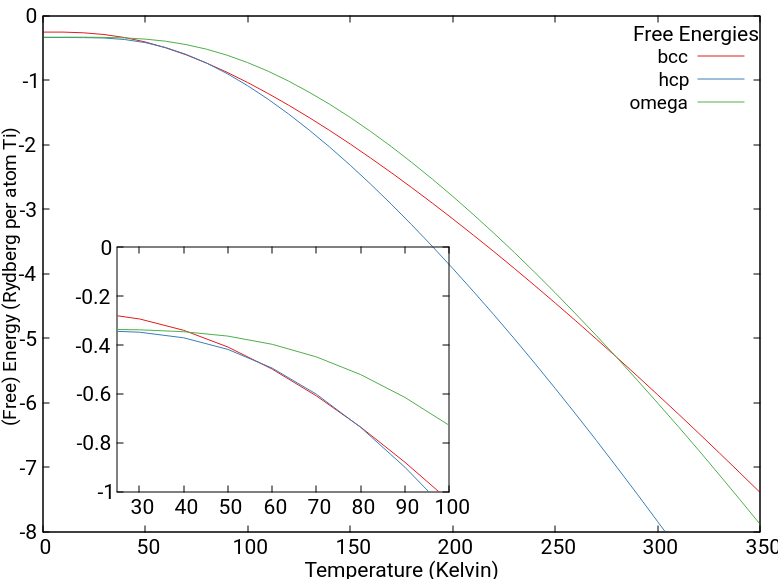 Free Energies
bcc
hcp
omega
0
-1
-2
-3
-4
-5
-6
-7
-8
(Free) Energy (Rydberg per atom Ti)
0
-0.2
-0.4
-0.6
-0.8
-1
30 40 50 60 70 80 90 100
0 50 100 150 200 250 300 350
Temperature (Kelvin)